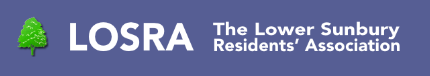 LOSRA
The Lower Sunbury
Residents' Association